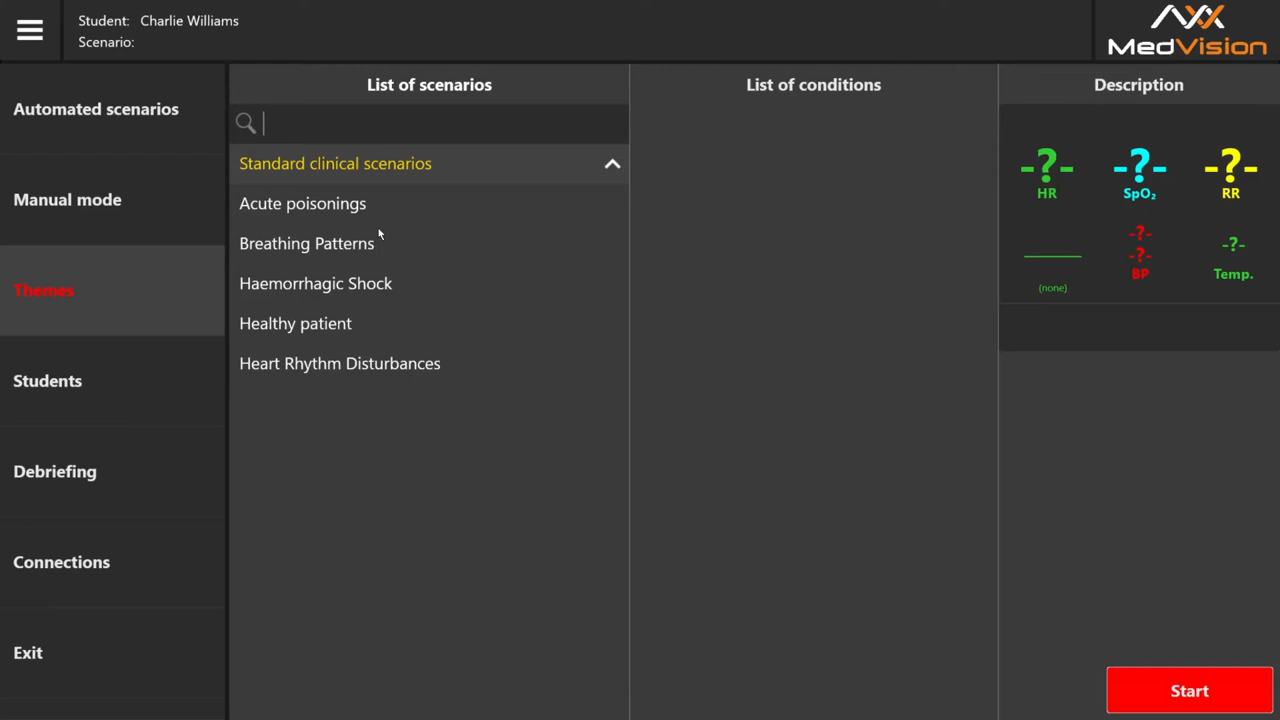 Student: Charlie Williams
Scenario:
MedVision
Automated scenarios
Manual mode
Themes
Students
Debriefing
Connections
Exit
List of scenarios
Standard clinical scenarios
Acute poisonings
Breathing Patterns
Haemorrhagic Shock
Healthy patient
Heart Rhythm Disturbances
List of conditions
Description
-?- -?- -?-
HR SpO₂ RR
-?-
-?- -?-
BP Temp.
(none)
Start